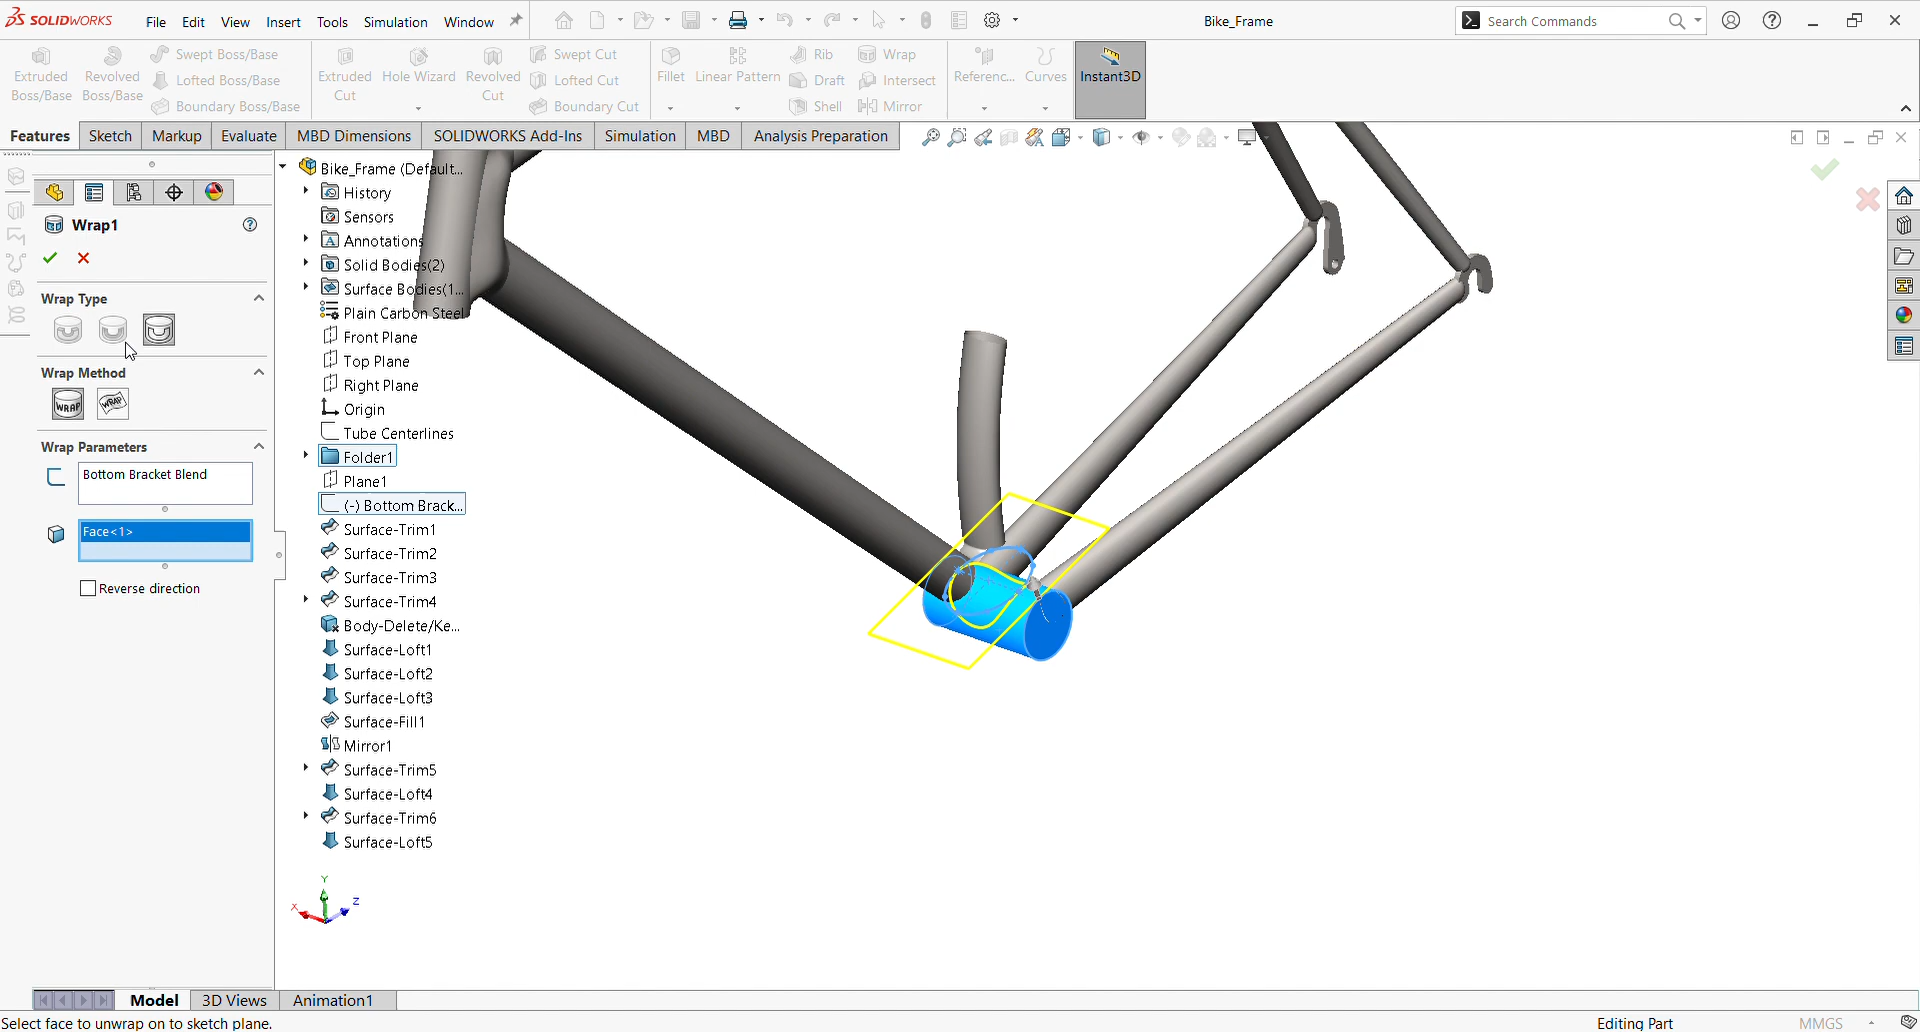 SOLIDWORKS File Edit View Insert Tools Simulation Window Bike_Frame Search Commands
Extruded Boss/Base
Revolved Boss/Base
Swept Boss/Base
Lofted Boss/Base
Boundary Boss/Base
Extruded Cut
Hole Wizard
Revolved Cut
Swept Cut
Lofted Cut
Boundary Cut
Fillet
Linear Pattern
Rib
Draft
Shell
Wrap
Intersect
Mirror
Referenc...
Curves
Instant3D
Features Sketch Markup Evaluate MBD Dimensions SOLIDWORKS Add-Ins Simulation MBD Analysis Preparation
Wrap1
Wrap Type
Wrap Method
WRAP
WRAP
Wrap Parameters
Bottom Bracket Blend
Face<1>
Reverse direction
Bike_Frame (Default...
History
Sensors
Annotations
Solid Bodies(2)
Surface Bodies(1...
Plain Carbon Steel
Front Plane
Top Plane
Right Plane
Origin
Tube Centerlines
Folder1
Plane1
(-) Bottom Brack...
Surface-Trim1
Surface-Trim2
Surface-Trim3
Surface-Trim4
Body-Delete/Ke...
Surface-Loft1
Surface-Loft2
Surface-Loft3
Surface-Fill1
Mirror1
Surface-Trim5
Surface-Loft4
Surface-Trim6
Surface-Loft5
Y
X
Z
Model 3D Views Animation1
Select face to unwrap on to sketch plane. Editing Part MMGS